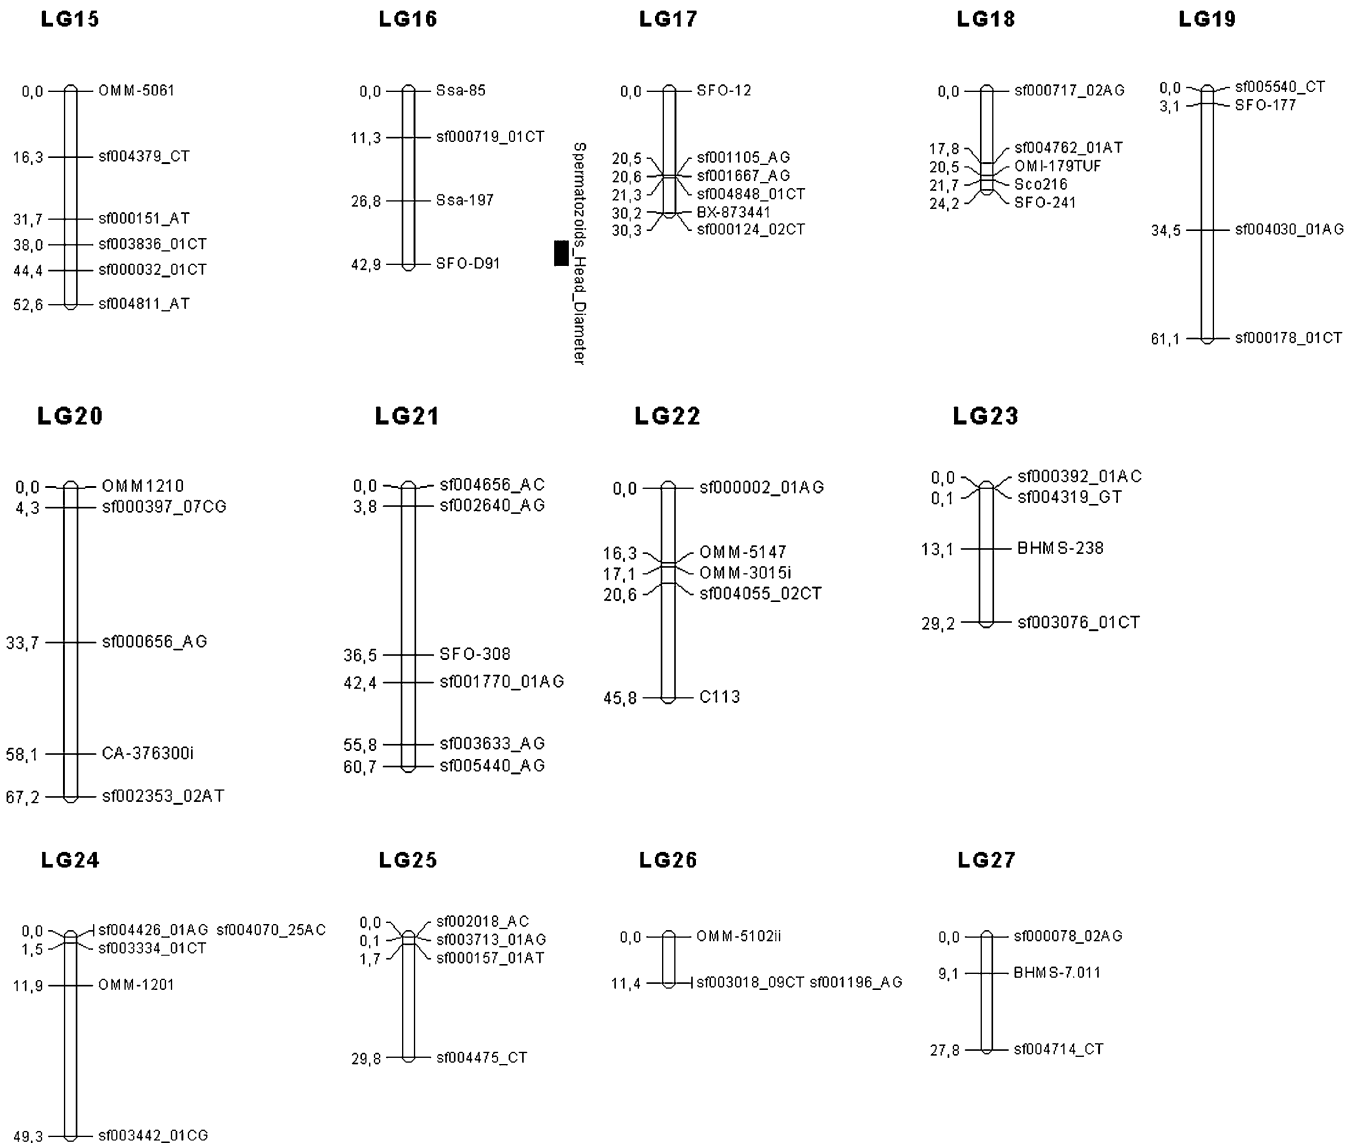 LG15
0,0 OMM-5061
16,3 sf004379_CT
31,7 sf000151_AT
38,0 sf003836_01CT
44,4 sf000032_01CT
52,6 sf004811_AT
LG16
0,0 Ssa-85
11,3 sf000719_01CT
26,8 Ssa-197
42,9 SFO-D91
Spermatozoids_Head_Diameter
LG17
0,0 SFO-12
20,5 sf001105_AG
20,6 sf001667_AG
21,3 sf004848_01CT
30,2 BX-873441
30,3 sf000124_02CT
LG18
0,0 sf000717_02AG
17,8 sf004762_01AT
20,5 OMI-179TUF
21,7 Sco216
24,2 SFO-241
LG19
0,0 sf005540_CT
3,1 SFO-177
34,5 sf004030_01AG
61,1 sf000178_01CT
LG20
0,0 OMM1210
4,3 sf000397_07CG
33,7 sf000656_AG
58,1 CA-376300i
67,2 sf002353_02AT
LG21
0,0 sf004656_AC
3,8 sf002640_AG
36,5 SFO-308
42,4 sf001770_01AG
55,8 sf003633_AG
60,7 sf005440_AG
LG22
0,0 sf000002_01AG
16,3 OMM-5147
17,1 OMM-3015i
20,6 sf004055_02CT
45,8 C113
LG23
0,0 sf000392_01AC
0,1 sf004319_GT
13,1 BHMS-238
29,2 sf003076_01CT
LG24
0,0 sf004426_01AG sf004070_25AC
1,5 sf003334_01CT
11,9 OMM-1201
49,3 sf003442_01CG
LG25
0,0 sf002018_AC
0,1 sf003713_01AG
1,7 sf000157_01AT
29,8 sf004475_CT
LG26
0,0 OMM-5102ii
11,4 sf003018_09CT sf001196_AG
LG27
0,0 sf000078_02AG
9,1 BHMS-7.011
27,8 sf004714_CT